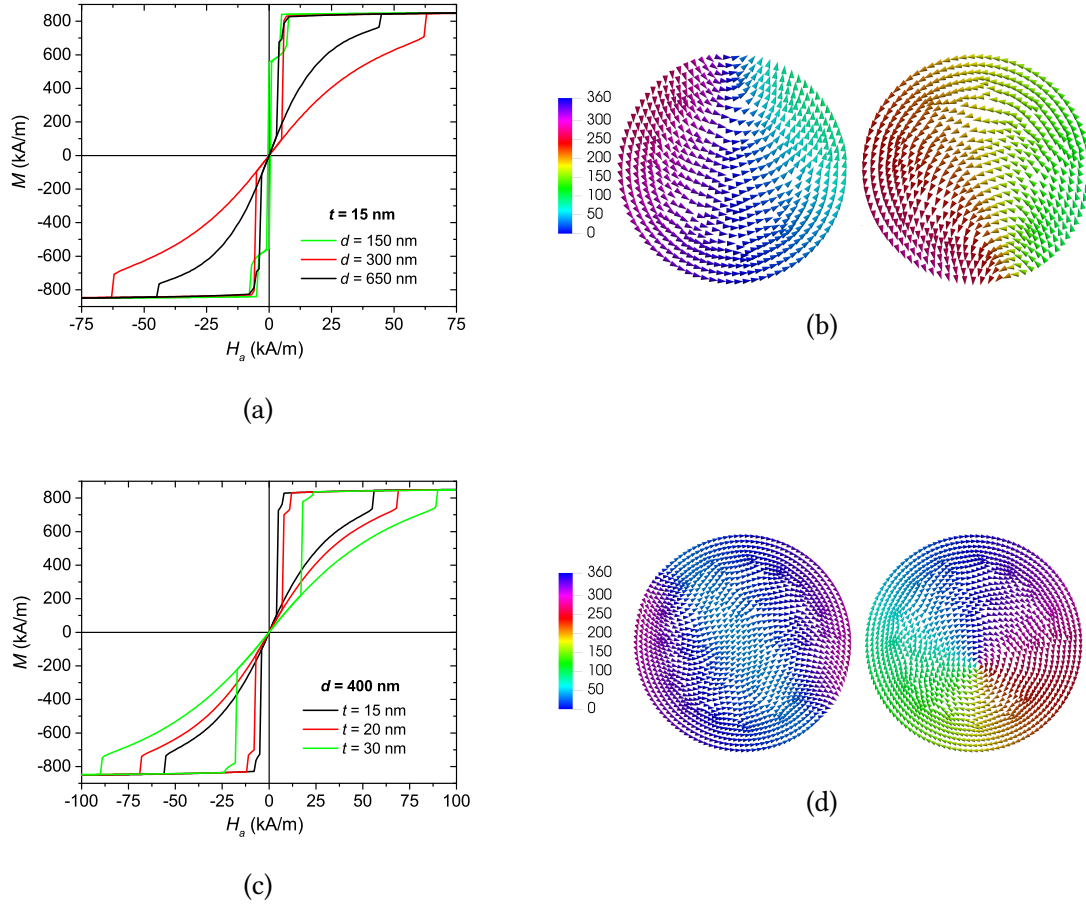 800
600
400
200
0
-200
-400
-600
-800
M (kA/m)
t = 15 nm
d = 150 nm
d = 300 nm
d = 650 nm
-75 -50 -25 0 25 50 75
H_a (kA/m)
(a)
360
300
250
200
150
100
50
0
(b)
800
600
400
200
0
-200
-400
-600
-800
M (kA/m)
d = 400 nm
t = 15 nm
t = 20 nm
t = 30 nm
-100 -75 -50 -25 0 25 50 75 100
H_a (kA/m)
(c)
360
300
250
200
150
100
50
0
(d)